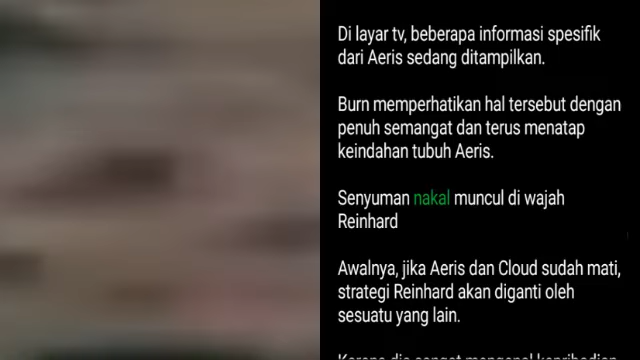 Di layar tv, beberapa informasi spesifik
dari Aeris sedang ditampilkan.
Burn memperhatikan hal tersebut dengan
penuh semangat dan terus menatap
keindahan tubuh Aeris.
Senyuman nakal muncul di wajah
Reinhard
Awalnya, jika Aeris dan Cloud sudah mati,
strategi Reinhard akan diganti oleh
sesuatu yang lain.